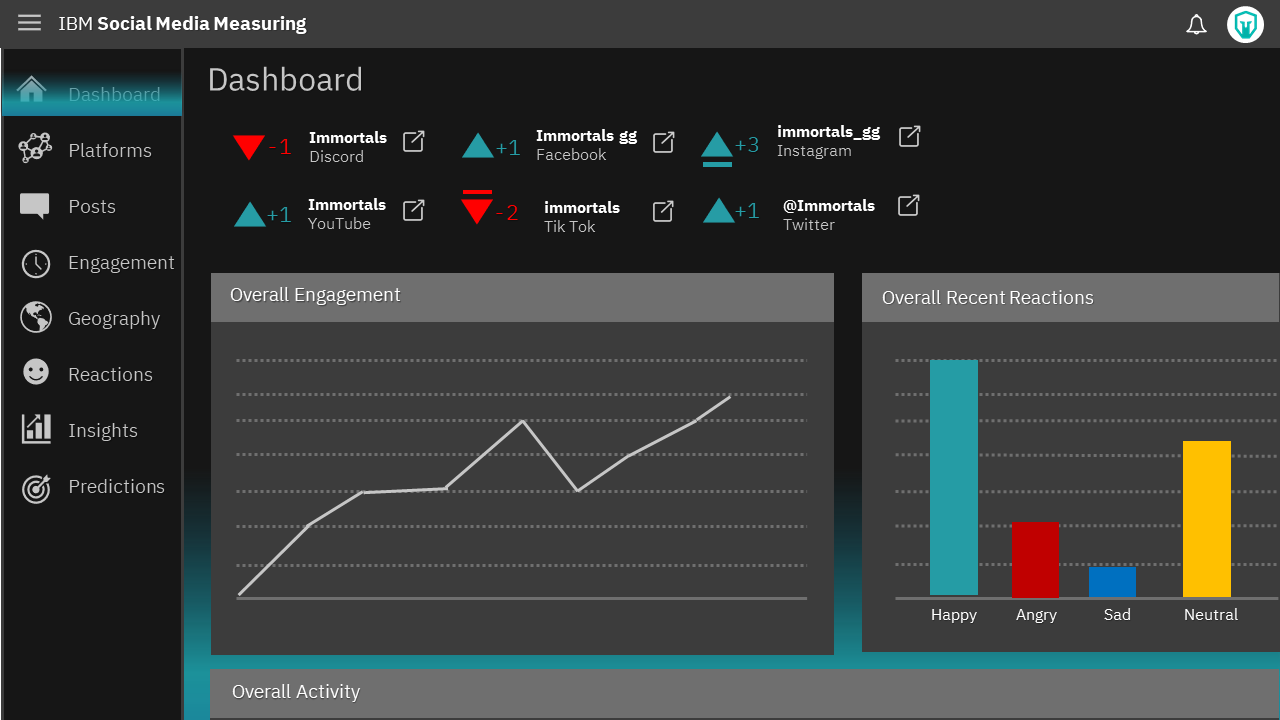 IBM Social Media Measuring
Dashboard
Platforms
Posts
Engagement
Geography
Reactions
Insights
Predictions
Dashboard
-1
Immortals
Discord
+1
Immortals gg
Facebook
+3
immortals_gg
Instagram
+1
Immortals
YouTube
-2
immortals
Tik Tok
+1
@Immortals
Twitter
Overall Engagement
Overall Recent Reactions
Happy
Angry
Sad
Neutral
Overall Activity